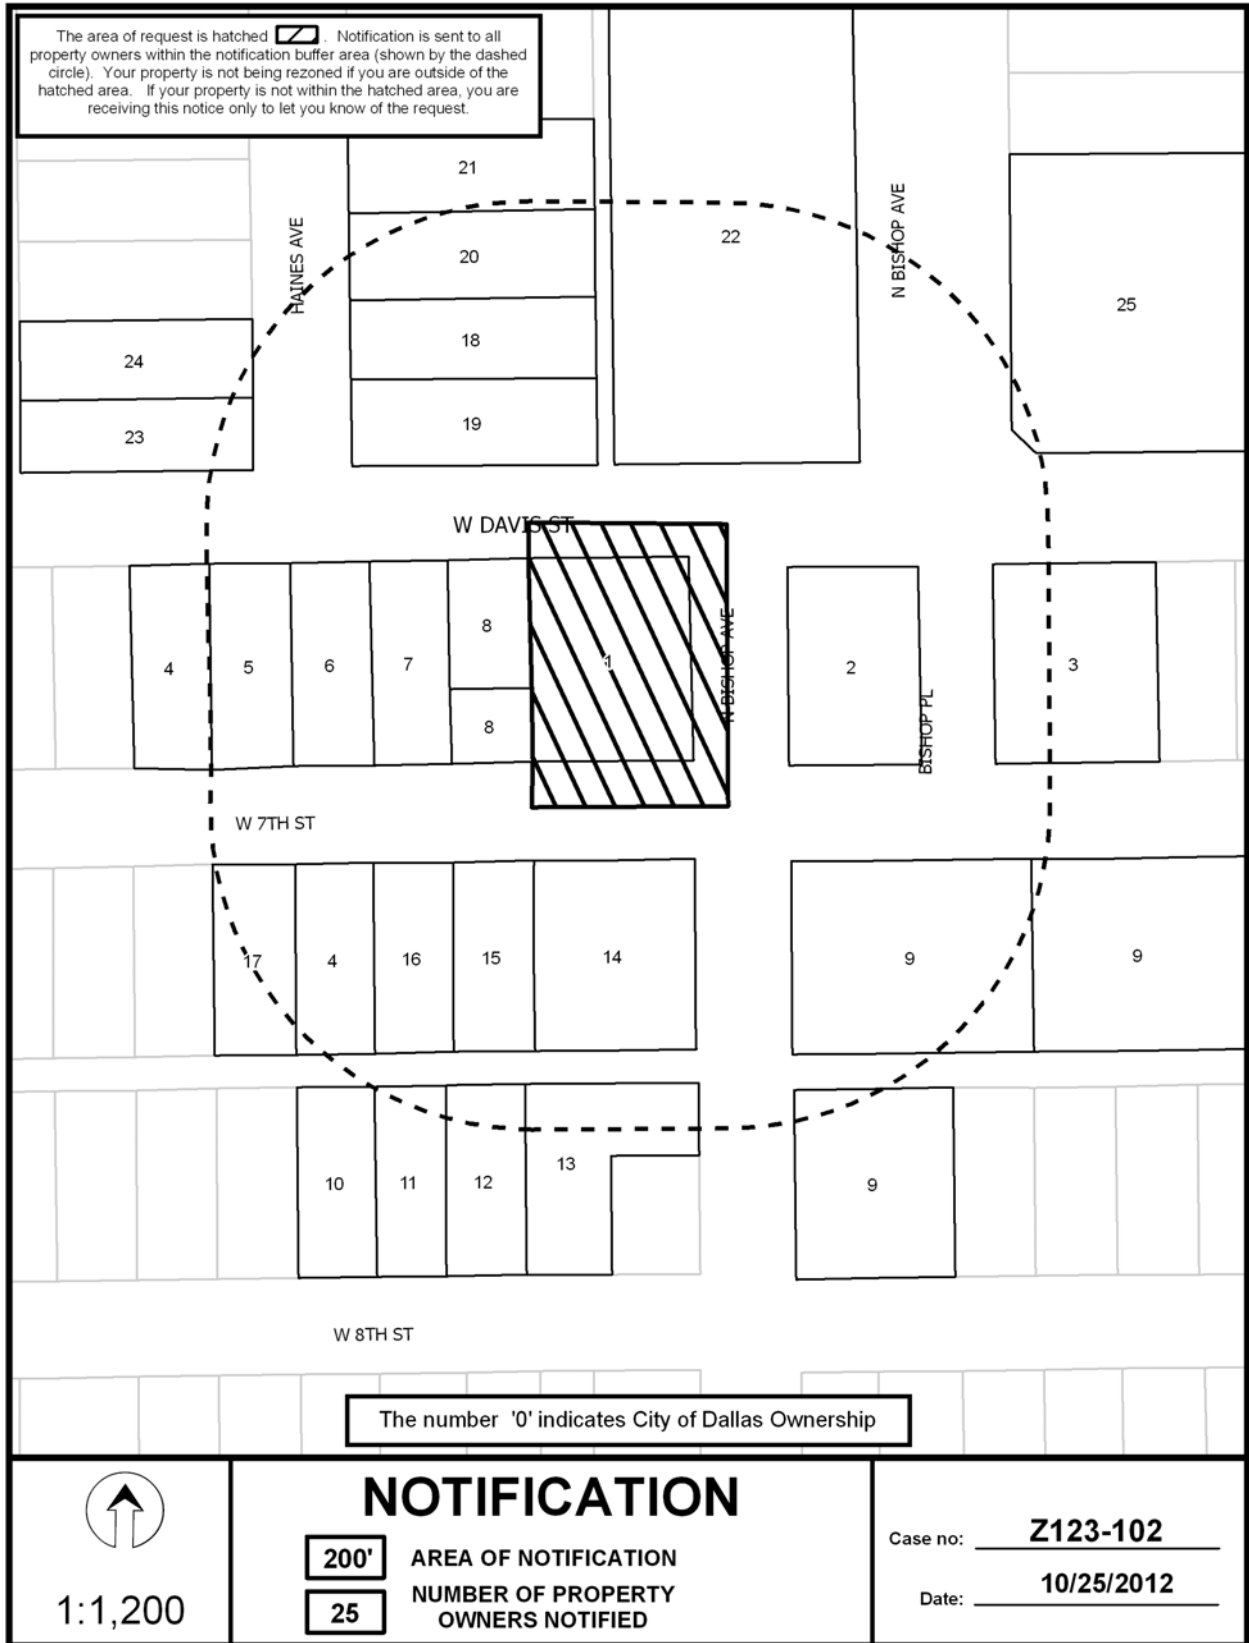 The area of request is hatched . Notification is sent to all
property owners within the notification buffer area (shown by the dashed
circle). Your property is not being rezoned if you are outside of the
hatched area. If your property is not within the hatched area, you are
receiving this notice only to let you know of the request.
21
20
22
25
18
19
24
23
HAINES AVE
N BISHOP AVE
W DAVIS ST
4
5
6
7
8
8
1
N BISHOP AVE
2
BISHOP PL
3
W 7TH ST
17
4
16
15
14
9
9
10
11
12
13
9
W 8TH ST
The number '0' indicates City of Dallas Ownership
1:1,200
NOTIFICATION
200' AREA OF NOTIFICATION
25 NUMBER OF PROPERTY
OWNERS NOTIFIED
Case no: Z123-102
Date: 10/25/2012